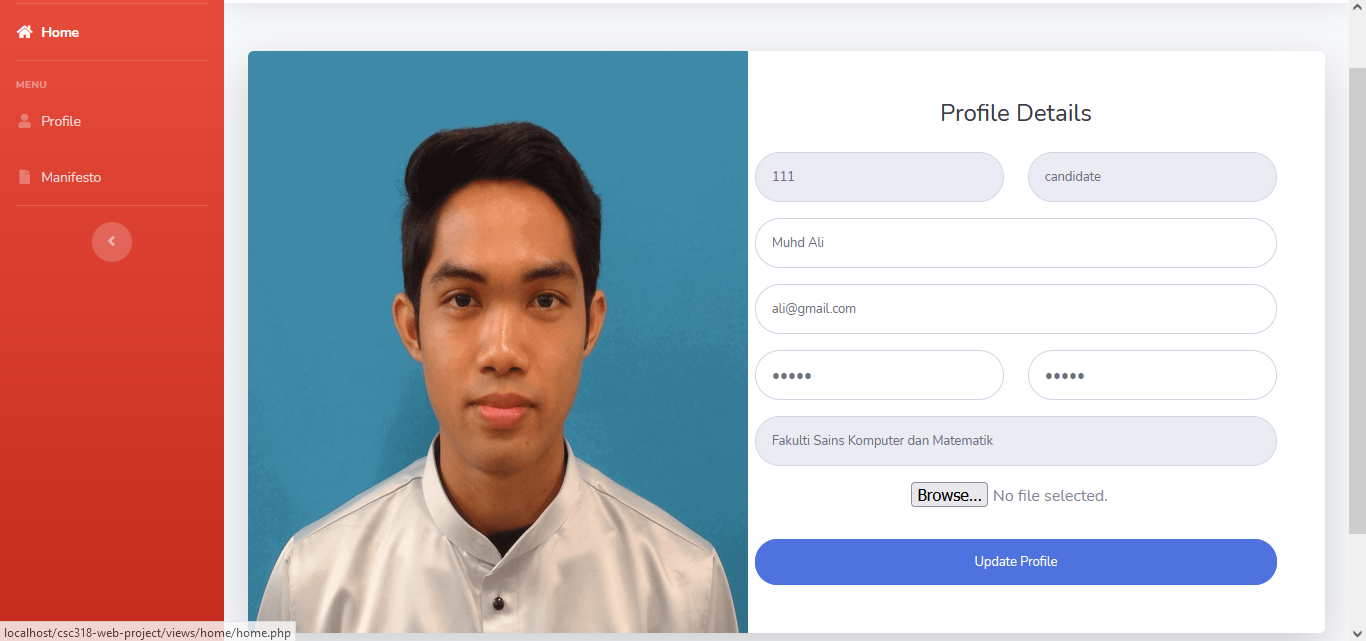 Home
MENU
Profile
Manifesto
Profile Details
111
candidate
Muhd Ali
ali@gmail.com
●●●●●
●●●●●
Fakulti Sains Komputer dan Matematik
Browse... No file selected.
Update Profile
localhost/csc318-web-project/views/home/home.php